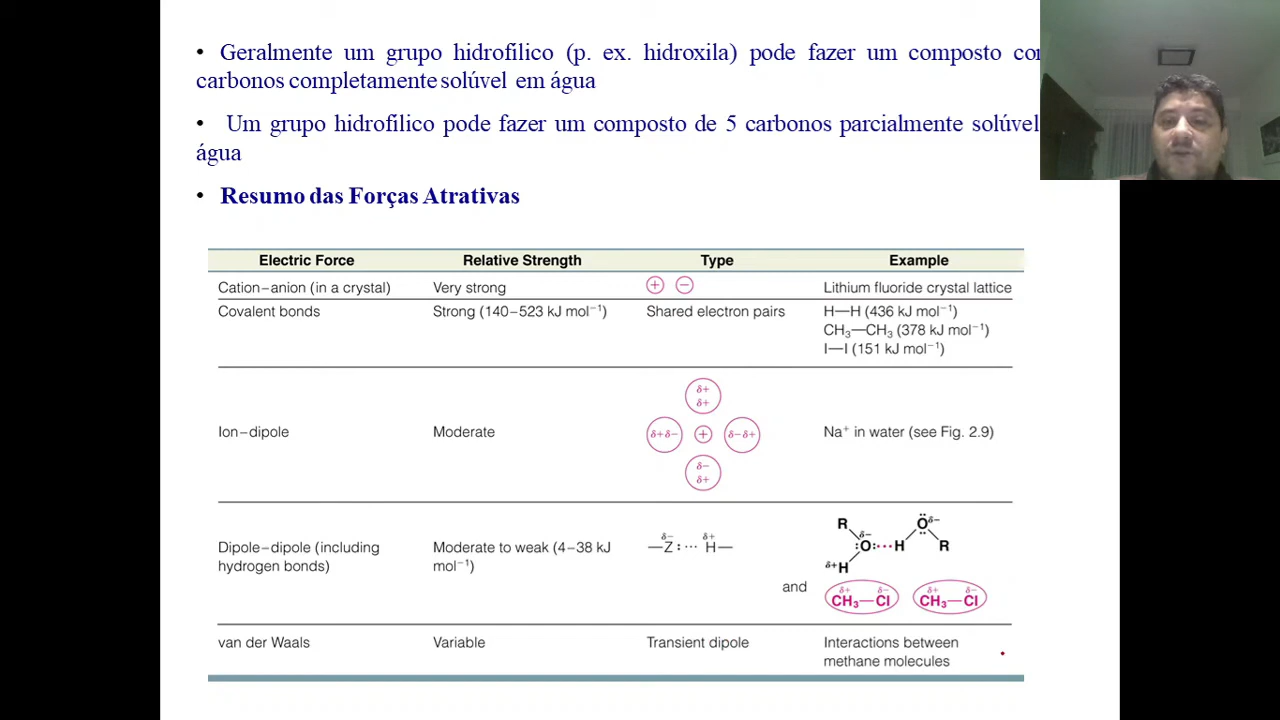 • Geralmente um grupo hidrofílico (p. ex. hidroxila) pode fazer um composto
carbonos completamente solúvel em água
• Um grupo hidrofílico pode fazer um composto de 5 carbonos parcialmente solúvel
água
• Resumo das Forças Atrativas
Electric Force Relative Strength Type Example
Cation–anion (in a crystal) Very strong + − Lithium fluoride crystal lattice
Covalent bonds Strong (140–523 kJ mol⁻¹) Shared electron pairs H—H (436 kJ mol⁻¹)
CH₃—CH₃ (378 kJ mol⁻¹)
I—I (151 kJ mol⁻¹)
δ+
δ+
Ion–dipole Moderate δ+δ− + δ−δ+ Na⁺ in water (see Fig. 2.9)
δ−
δ+
R :Ö δ−
δ− δ+ δ−
Dipole–dipole (including Moderate to weak (4–38 kJ —Z:···H— :O:···H R
hydrogen bonds) mol⁻¹) δ+H
and δ+ δ− δ+ δ−
CH₃—Cl CH₃—Cl
van der Waals Variable Transient dipole Interactions between
methane molecules